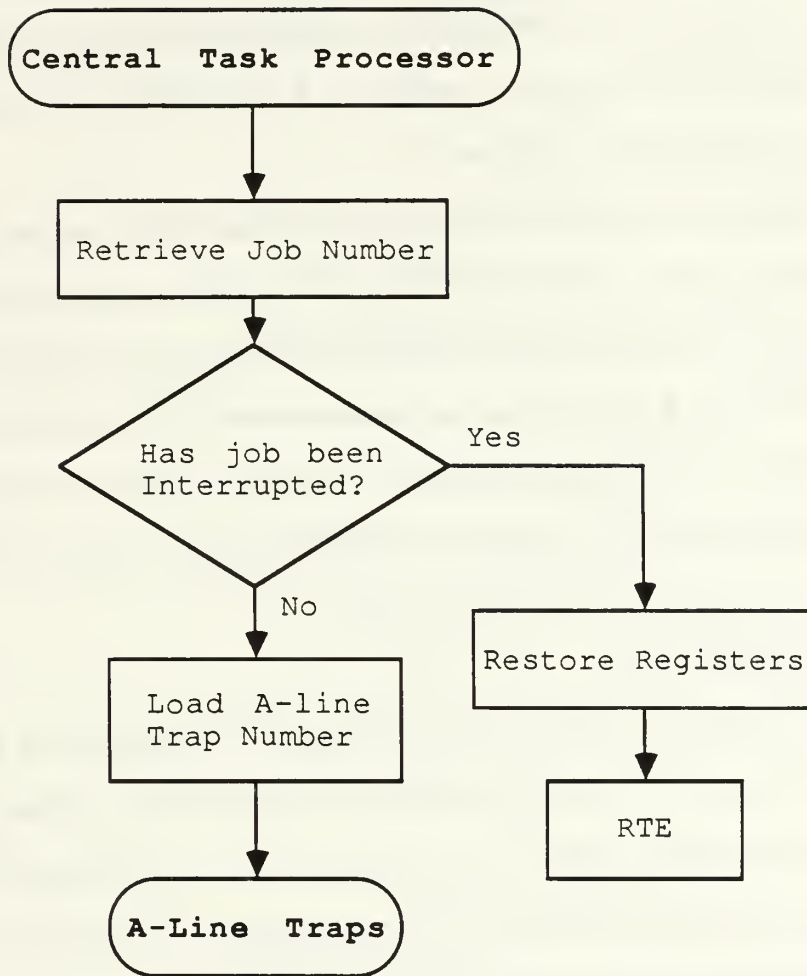 Central Task Processor
Retrieve Job Number
Has job been
Interrupted?
Yes
No
Restore Registers
Load A-line
Trap Number
RTE
A-Line Traps